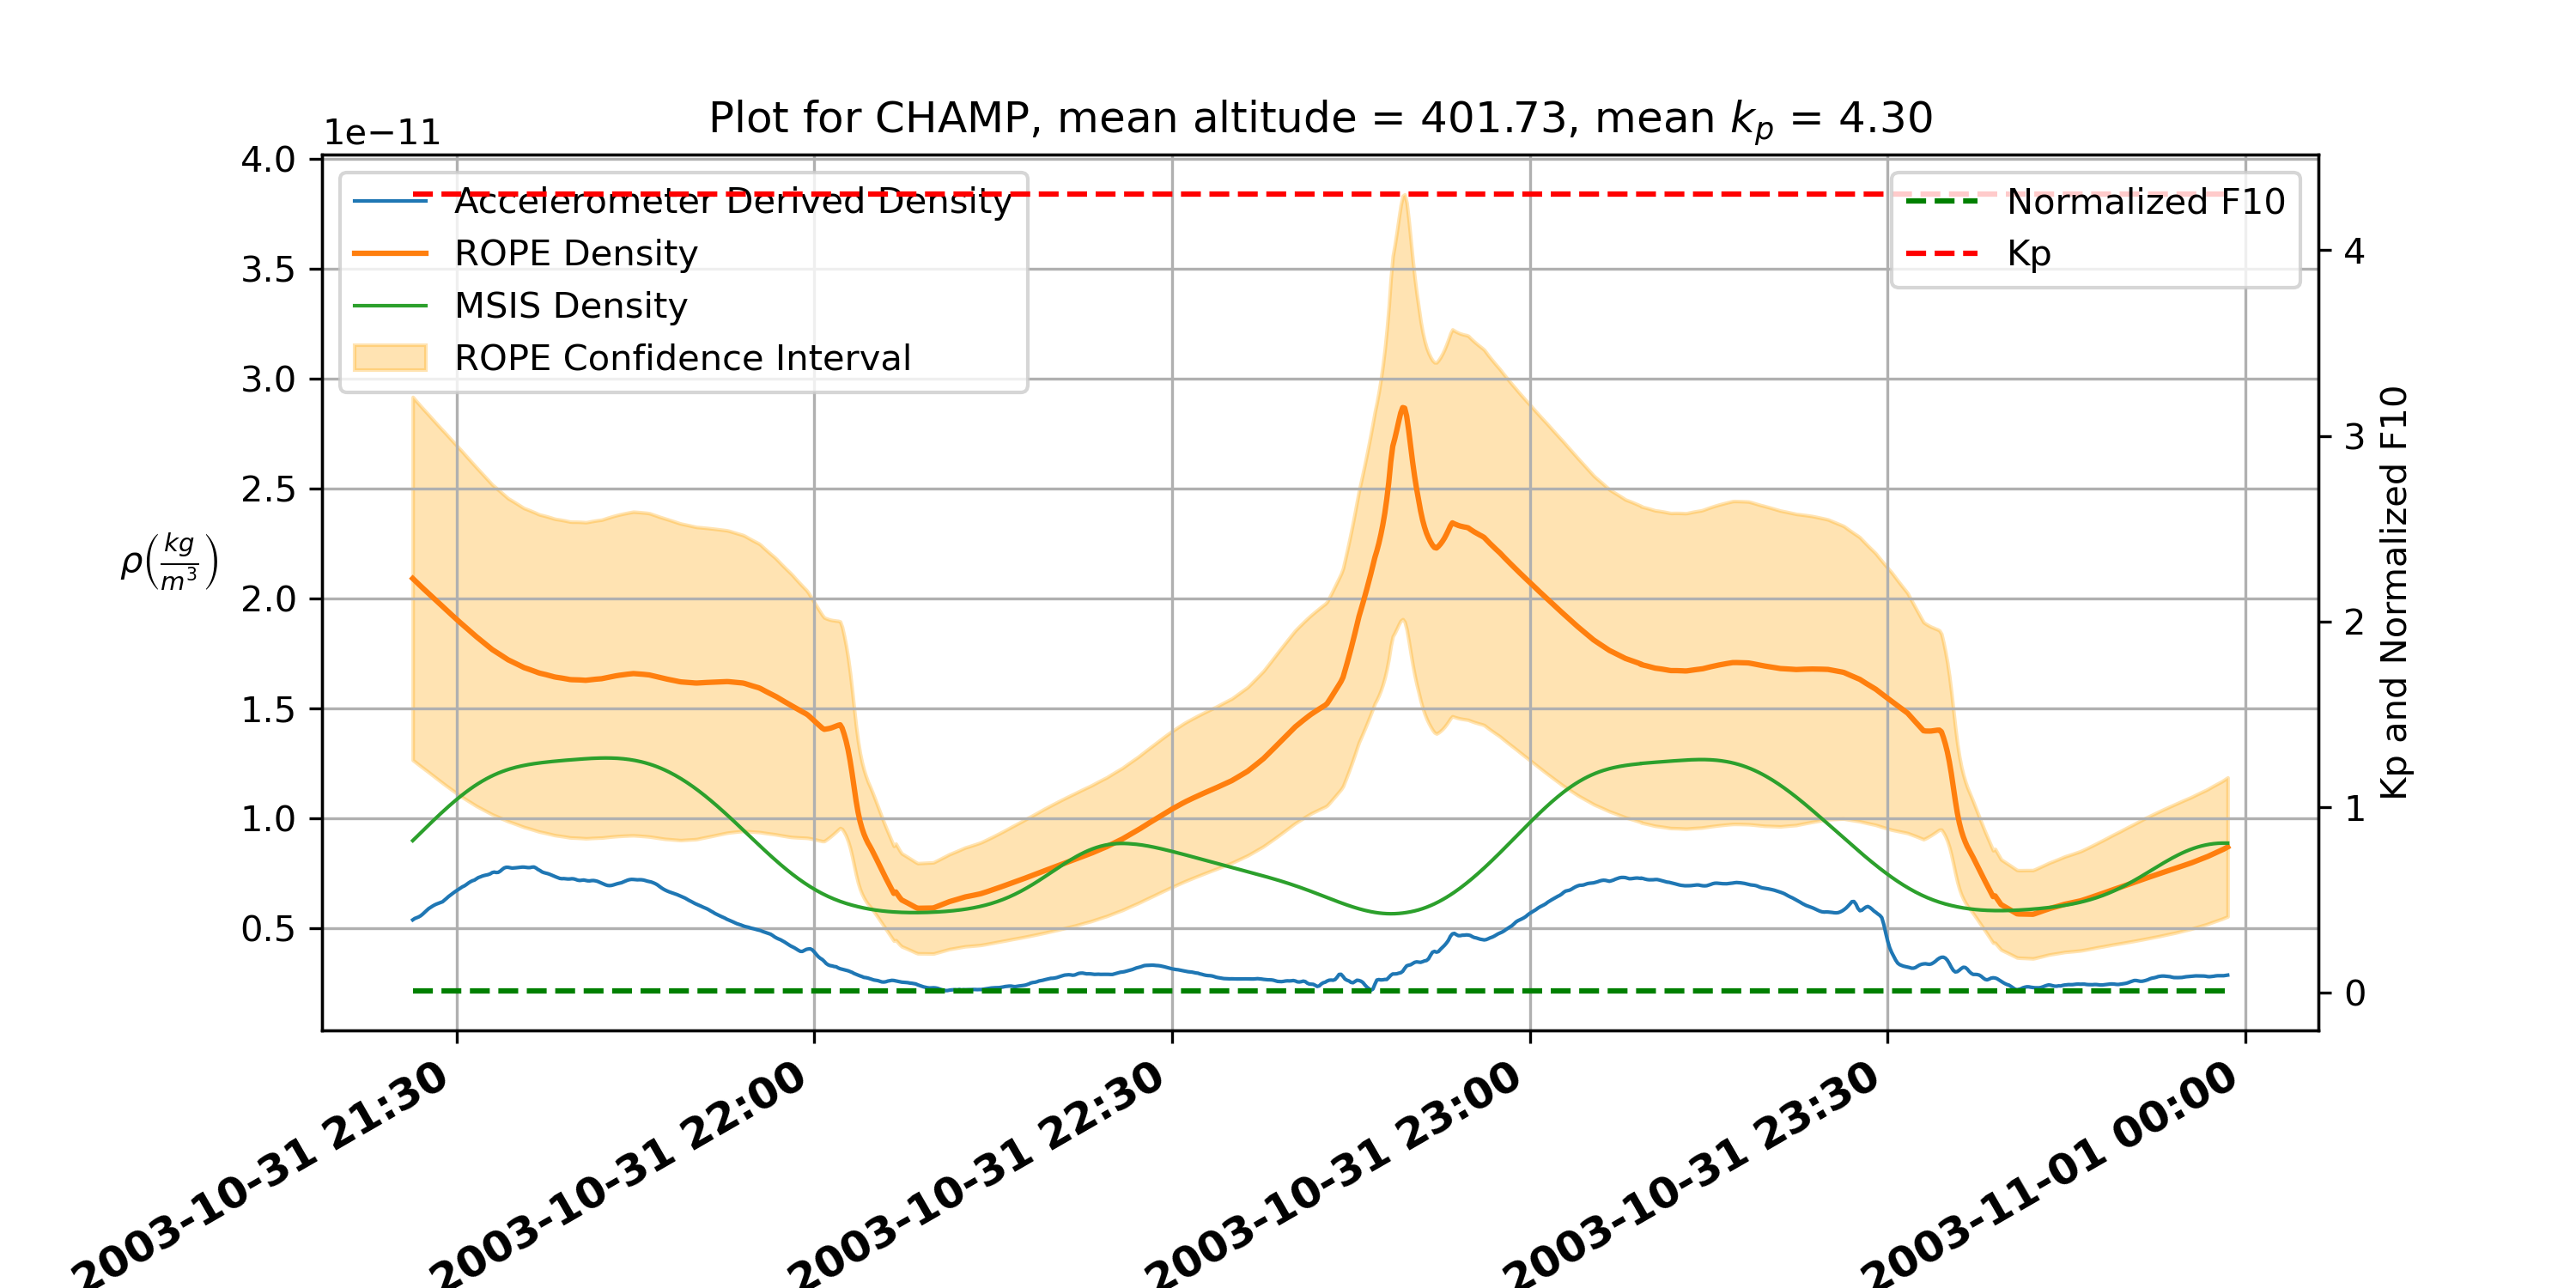 Plot for CHAMP, mean altitude = 401.73, mean kₚ = 4.30
1e−11
4.0
3.5
3.0
2.5
2.0
1.5
1.0
0.5
ρ(kg/m³)
Accelerometer Derived Density
ROPE Density
MSIS Density
ROPE Confidence Interval
Normalized F10
Kp
4
3
2
1
0
Kp and Normalized F10
2003-10-31 21:30
2003-10-31 22:00
2003-10-31 22:30
2003-10-31 23:00
2003-10-31 23:30
2003-11-01 00:00